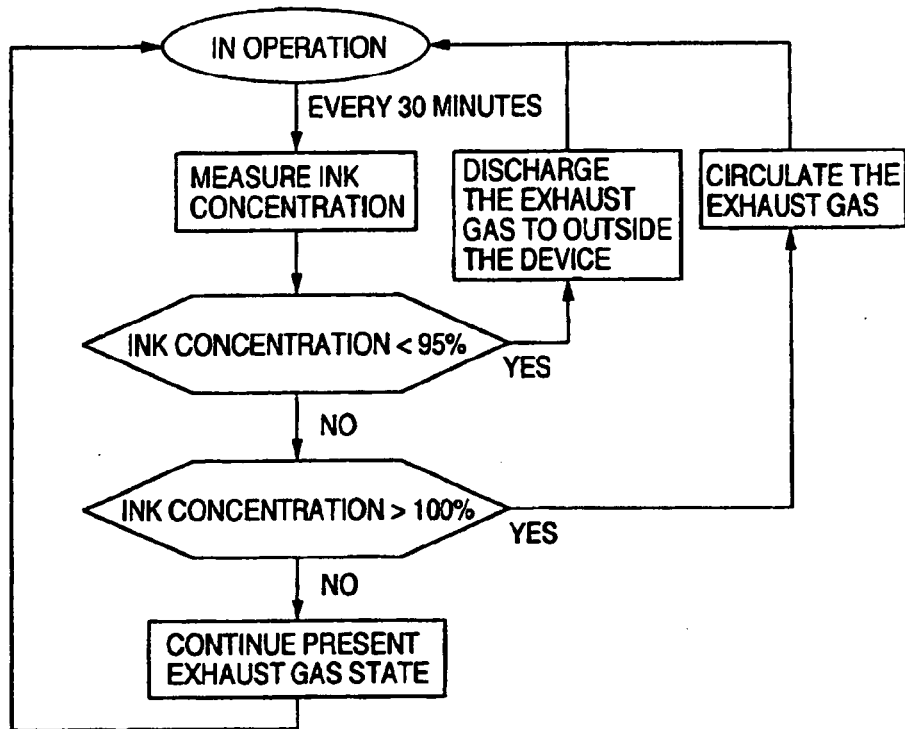 IN OPERATION
EVERY 30 MINUTES
MEASURE INK
CONCENTRATION
DISCHARGE
THE EXHAUST
GAS TO OUTSIDE
THE DEVICE
CIRCULATE THE
EXHAUST GAS
INK CONCENTRATION < 95%
YES
NO
INK CONCENTRATION > 100%
YES
NO
CONTINUE PRESENT
EXHAUST GAS STATE